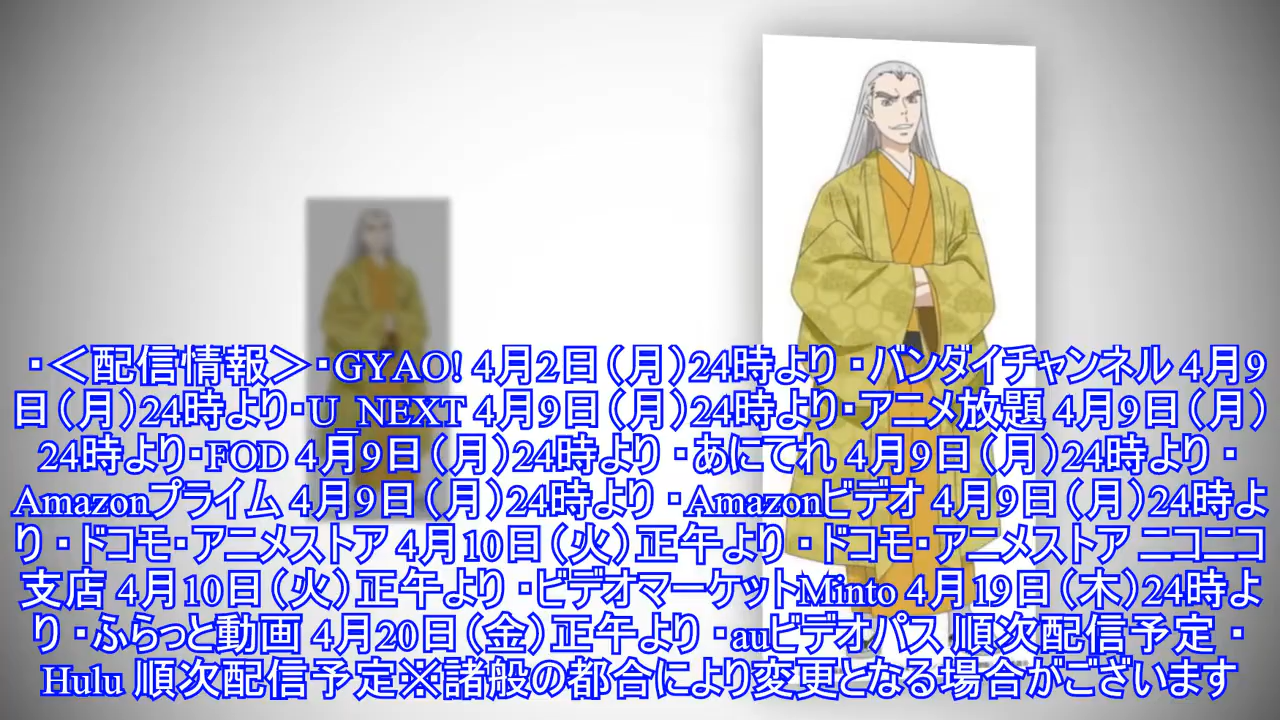 ・＜配信情報＞・GYAO! 4月2日（月）24時より ・バンダイチャンネル 4月9
日（月）24時より・U_NEXT 4月9日（月）24時より・アニメ放題 4月9日（月）
24時より・FOD 4月9日（月）24時より ・あにてれ 4月9日（月）24時より ・
Amazonプライム 4月9日（月）24時より ・Amazonビデオ 4月9日（月）24時よ
り ・ドコモ・アニメストア 4月10日（火）正午より ・ドコモ・アニメストア ニコニコ
支店 4月10日（火）正午より ・ビデオマーケットMinto 4月19日（木）24時よ
り ・ふらっと動画 4月20日（金）正午より ・auビデオパス 順次配信予定 ・
Hulu 順次配信予定※諸般の都合により変更となる場合がございます